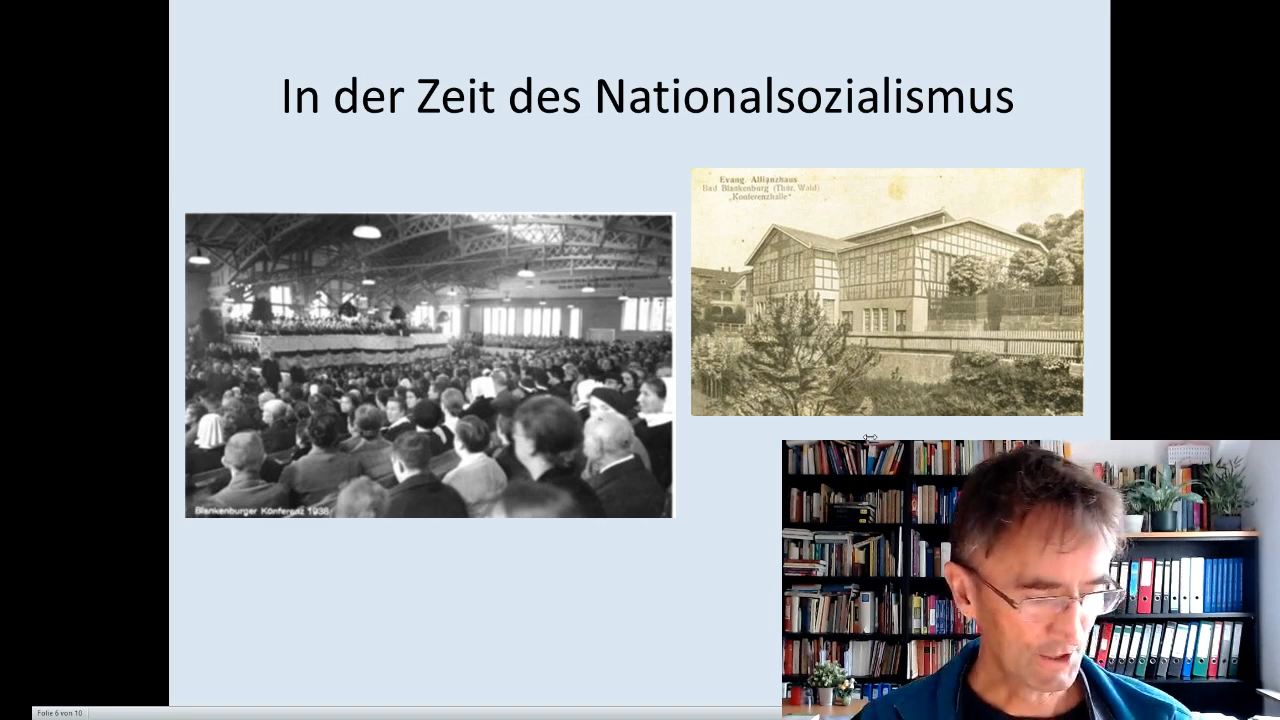 In der Zeit des Nationalsozialismus
Evang. Allianzhaus
Bad Blankenburg (Thür. Wald)
„Konferenzhalle"
Blankenburger Konferenz 1938
Folie 6 von 10